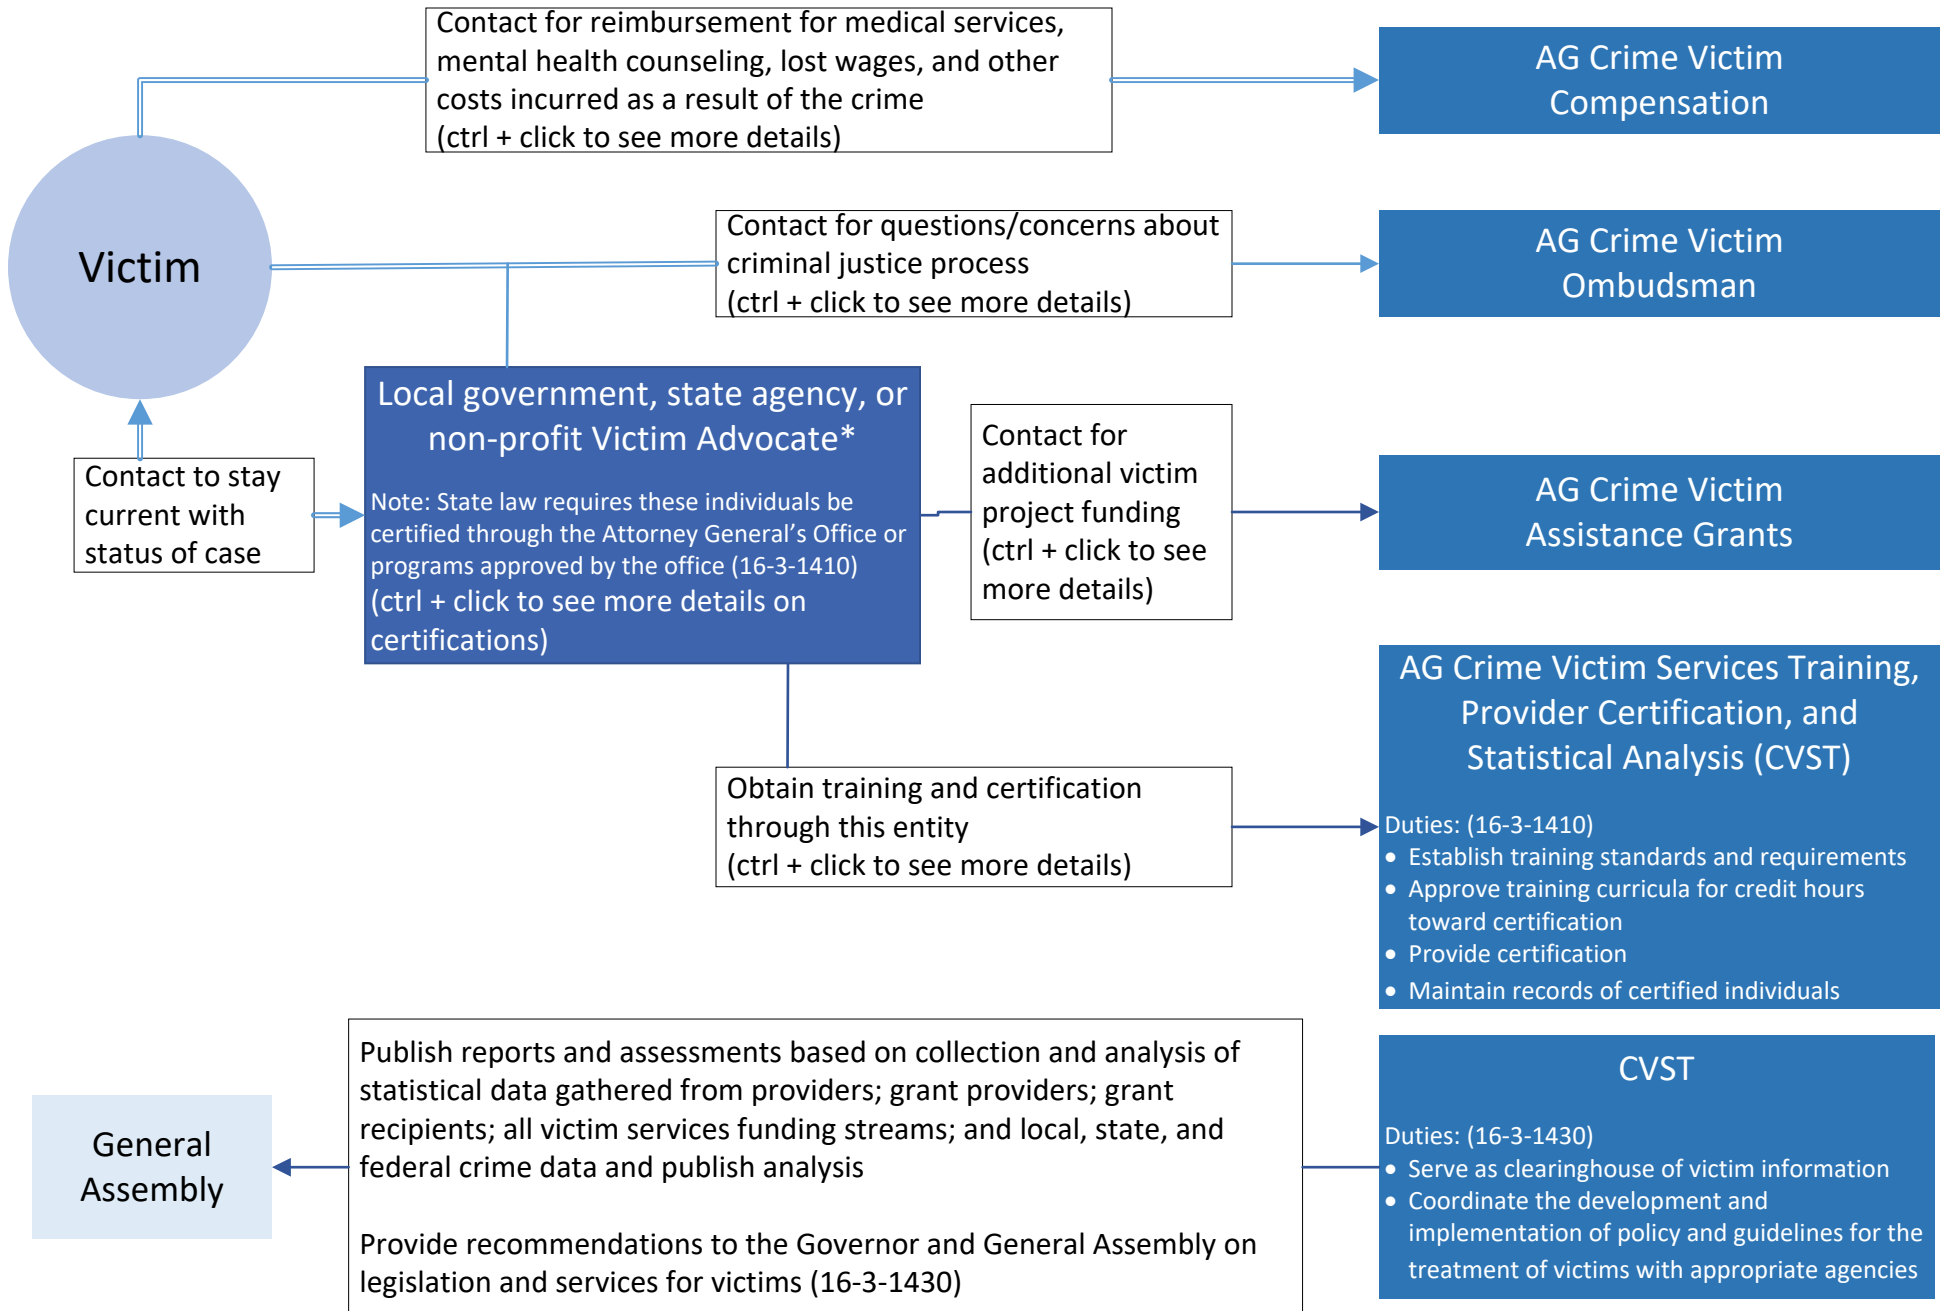 Contact for reimbursement for medical services,
mental health counseling, lost wages, and other
costs incurred as a result of the crime
(ctrl + click to see more details)
AG Crime Victim
Compensation
Victim
Contact for questions/concerns about
criminal justice process
(ctrl + click to see more details)
AG Crime Victim
Ombudsman
Contact to stay
current with
status of case
Local government, state agency, or
non-profit Victim Advocate*
Note: State law requires these individuals be
certified through the Attorney General’s Office or
programs approved by the office (16-3-1410)
(ctrl + click to see more details on
certifications)
Contact for
additional victim
project funding
(ctrl + click to see
more details)
AG Crime Victim
Assistance Grants
Obtain training and certification
through this entity
(ctrl + click to see more details)
AG Crime Victim Services Training,
Provider Certification, and
Statistical Analysis (CVST)
Duties: (16-3-1410)
• Establish training standards and requirements
• Approve training curricula for credit hours
toward certification
• Provide certification
• Maintain records of certified individuals
General
Assembly
Publish reports and assessments based on collection and analysis of
statistical data gathered from providers; grant providers; grant
recipients; all victim services funding streams; and local, state, and
federal crime data and publish analysis
Provide recommendations to the Governor and General Assembly on
legislation and services for victims (16-3-1430)
CVST
Duties: (16-3-1430)
• Serve as clearinghouse of victim information
• Coordinate the development and
implementation of policy and guidelines for the
treatment of victims with appropriate agencies